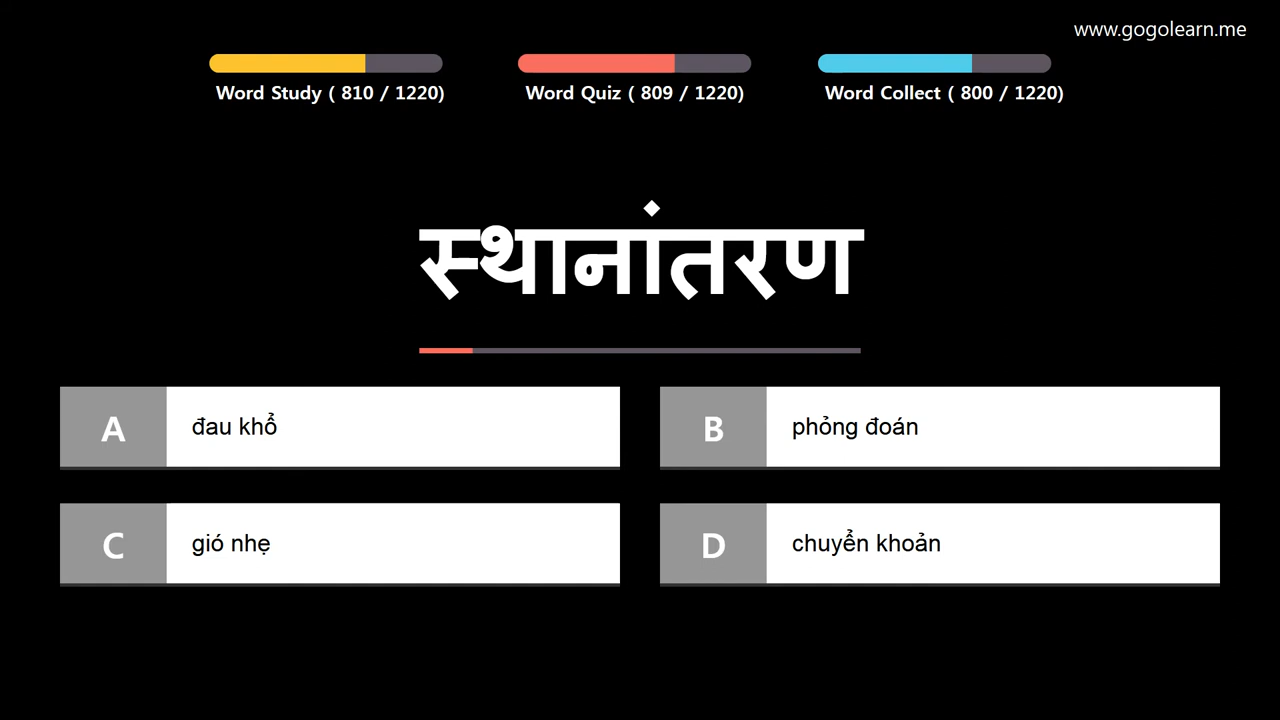 www.gogolearn.me
Word Study ( 810 / 1220)
Word Quiz ( 809 / 1220)
Word Collect ( 800 / 1220)
स्थानांतरण
A
đau khổ
B
phỏng đoán
C
gió nhẹ
D
chuyển khoản